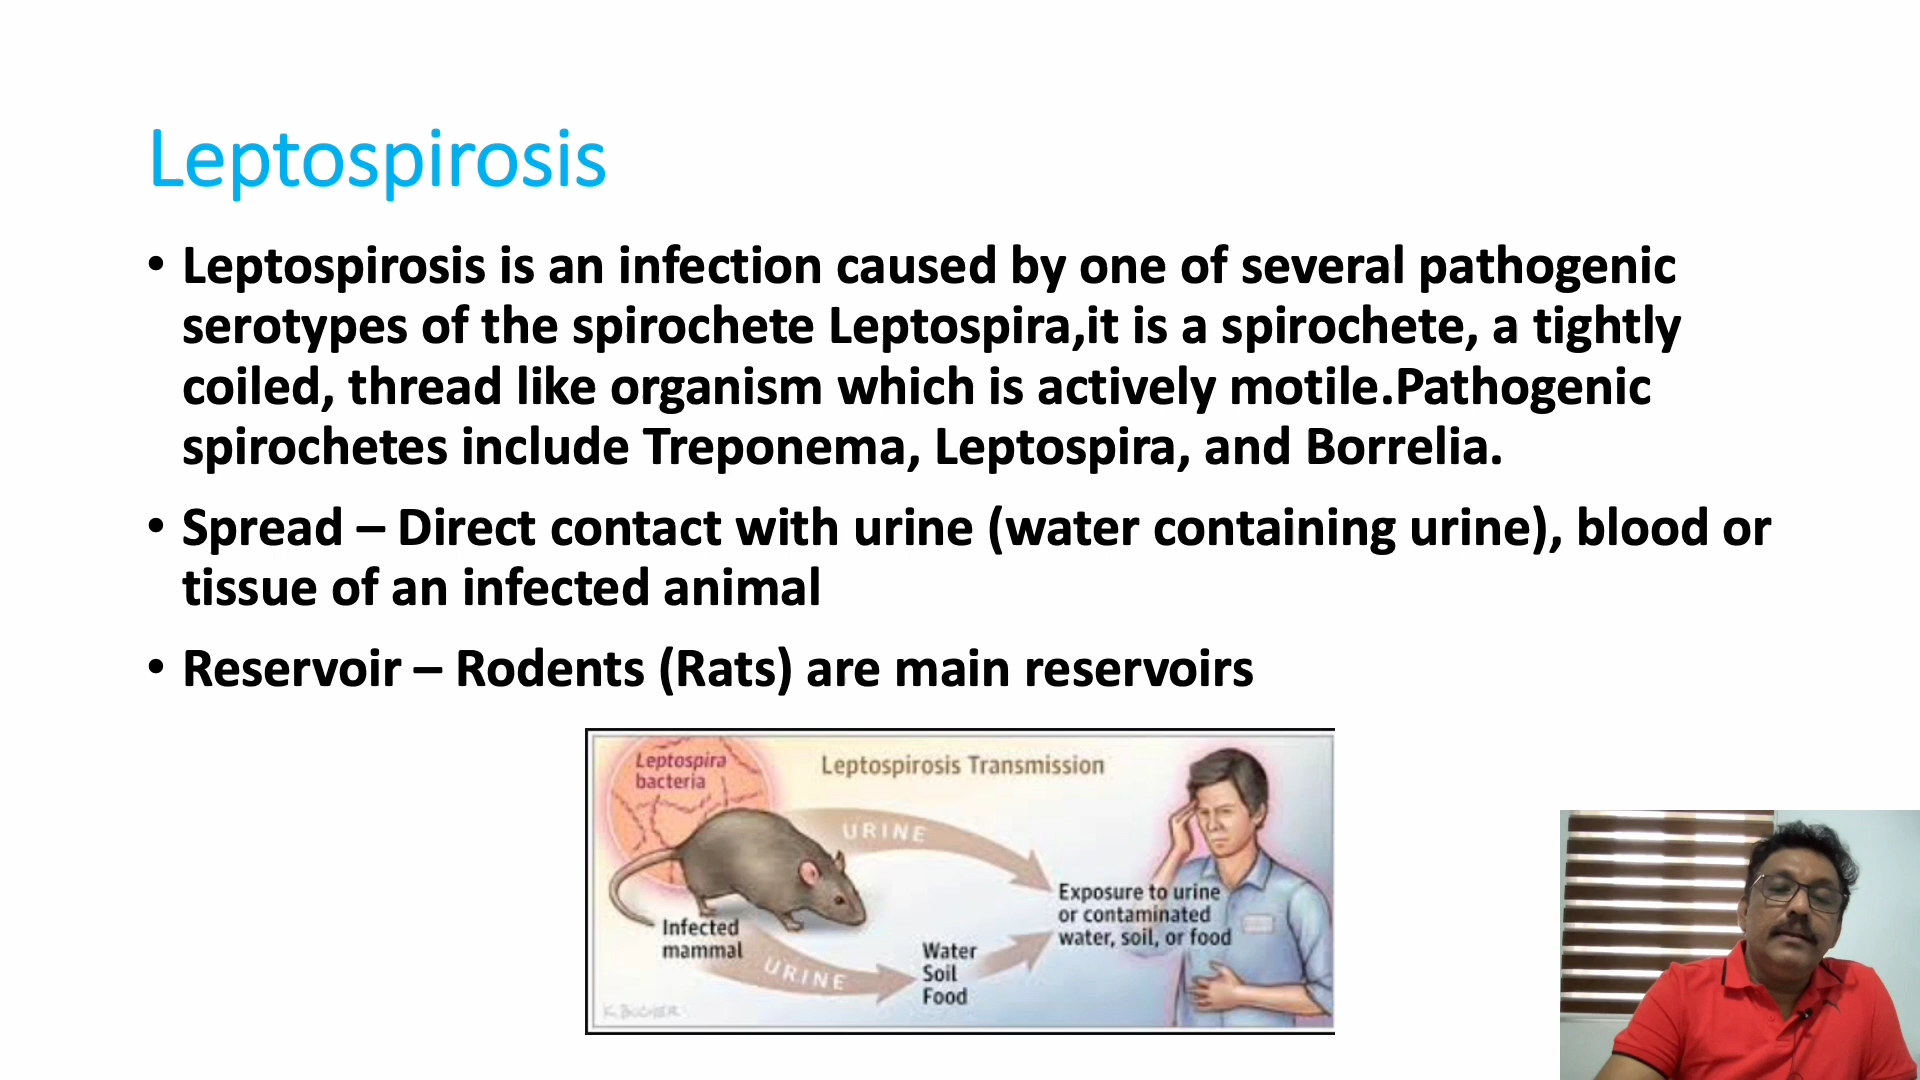 Leptospirosis
• Leptospirosis is an infection caused by one of several pathogenic
serotypes of the spirochete Leptospira,it is a spirochete, a tightly
coiled, thread like organism which is actively motile.Pathogenic
spirochetes include Treponema, Leptospira, and Borrelia.
• Spread – Direct contact with urine (water containing urine), blood or
tissue of an infected animal
• Reservoir – Rodents (Rats) are main reservoirs
Leptospira
bacteria
Leptospirosis Transmission
URINE
Infected
mammal
URINE
Water
Soil
Food
Exposure to urine
or contaminated
water, soil, or food
K. BUCHER